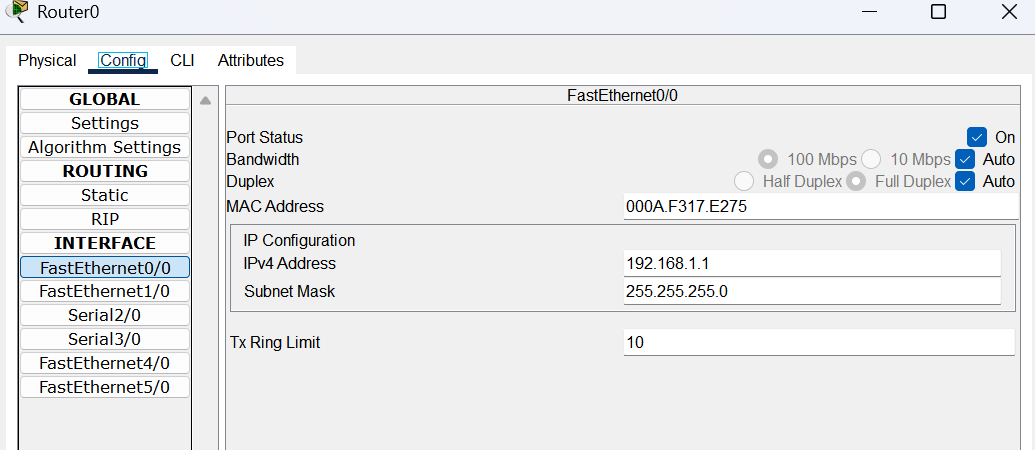 Router0
Physical Config CLI Attributes
GLOBAL
Settings
Algorithm Settings
ROUTING
Static
RIP
INTERFACE
FastEthernet0/0
FastEthernet1/0
Serial2/0
Serial3/0
FastEthernet4/0
FastEthernet5/0
FastEthernet0/0
Port Status On
Bandwidth 100 Mbps 10 Mbps Auto
Duplex Half Duplex Full Duplex Auto
MAC Address 000A.F317.E275
IP Configuration
IPv4 Address 192.168.1.1
Subnet Mask 255.255.255.0
Tx Ring Limit 10